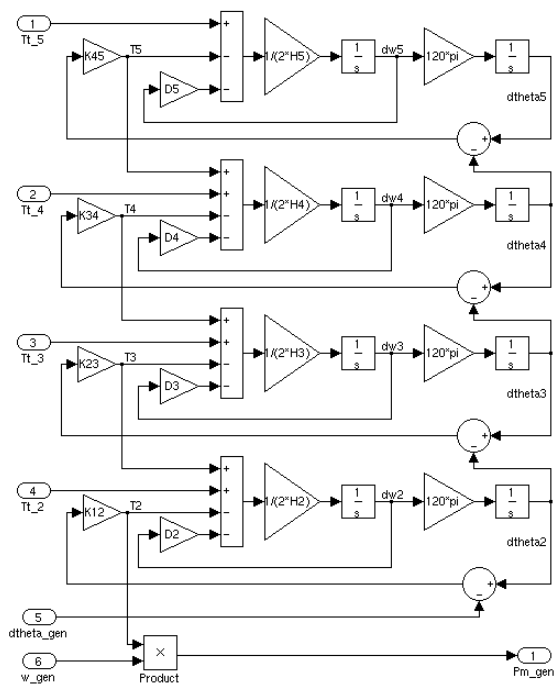 1
Tt_5
K45
T5
+
−
−
D5
1/(2*H5)
1
s
dw5
120*pi
1
s
dtheta5
+
−
2
Tt_4
K34
T4
+
+
−
−
D4
1/(2*H4)
1
s
dw4
120*pi
1
s
dtheta4
+
−
3
Tt_3
K23
T3
+
+
−
−
D3
1/(2*H3)
1
s
dw3
120*pi
1
s
dtheta3
+
−
4
Tt_2
K12
T2
+
+
−
−
D2
1/(2*H2)
1
s
dw2
120*pi
1
s
dtheta2
+
−
5
dtheta_gen
6
w_gen
×
Product
1
Pm_gen